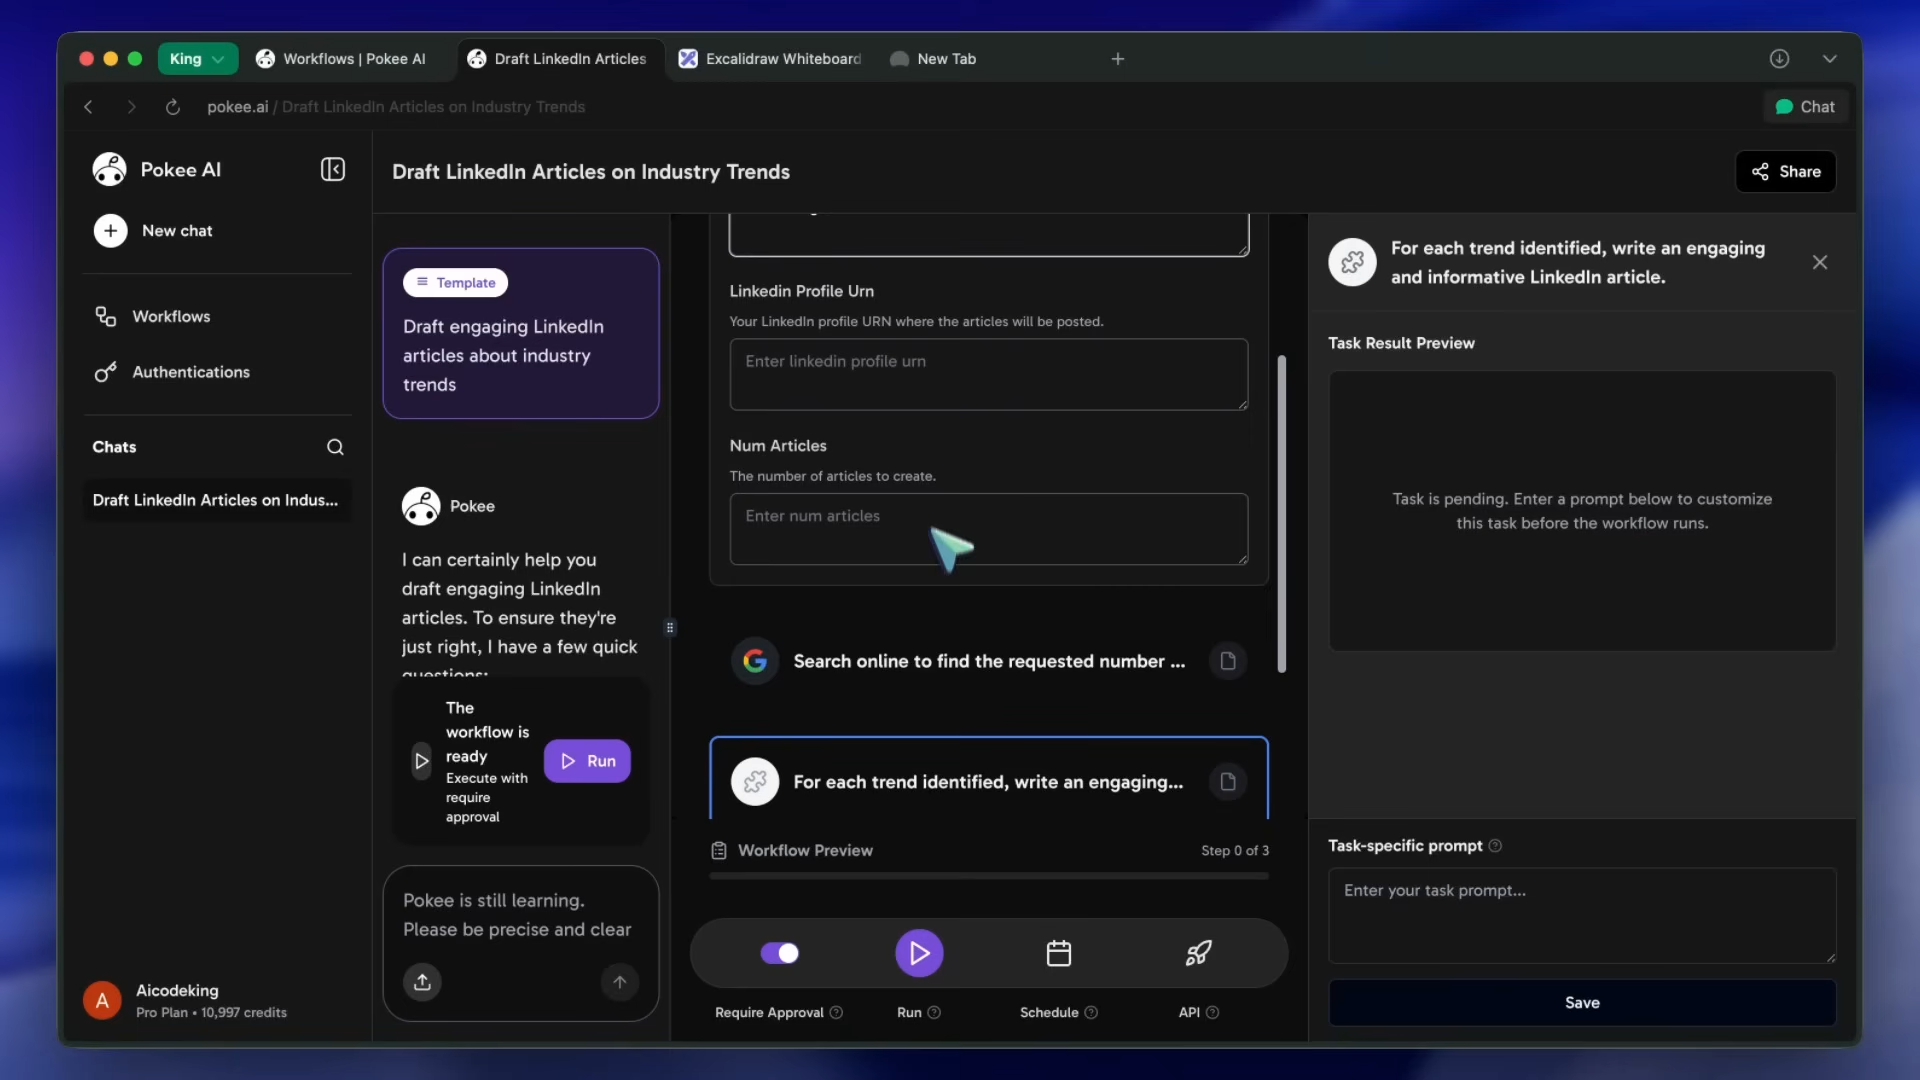 King
Workflows | Pokee AI
Draft LinkedIn Articles
Excalidraw Whiteboard
New Tab
pokee.ai / Draft LinkedIn Articles on Industry Trends
Chat
Pokee AI
New chat
Workflows
Authentications
Chats
Draft LinkedIn Articles on Indus...
A
Aicodeking
Pro Plan • 10,997 credits
Draft LinkedIn Articles on Industry Trends
Share
Template
Draft engaging LinkedIn
articles about industry
trends
Pokee
I can certainly help you
draft engaging LinkedIn
articles. To ensure they're
just right, I have a few quick
questions:
The
workflow is
ready
Execute with
require
approval
Run
Pokee is still learning.
Please be precise and clear
Linkedin Profile Urn
Your LinkedIn profile URN where the articles will be posted.
Enter linkedin profile urn
Num Articles
The number of articles to create.
Enter num articles
Search online to find the requested number ...
For each trend identified, write an engaging...
Workflow Preview
Step 0 of 3
Require Approval
Run
Schedule
API
For each trend identified, write an engaging
and informative LinkedIn article.
Task Result Preview
Task is pending. Enter a prompt below to customize
this task before the workflow runs.
Task-specific prompt
Enter your task prompt...
Save